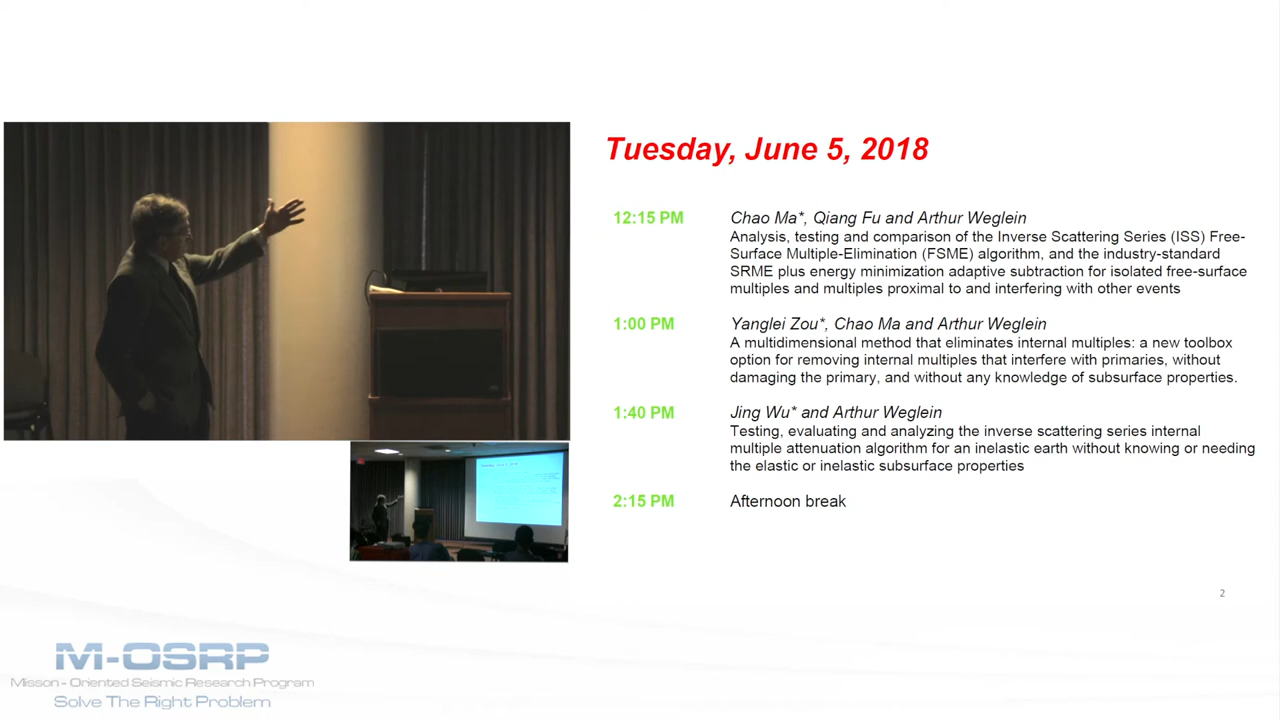 Tuesday, June 5, 2018
12:15 PM
Chao Ma*, Qiang Fu and Arthur Weglein
Analysis, testing and comparison of the Inverse Scattering Series (ISS) Free-
Surface Multiple-Elimination (FSME) algorithm, and the industry-standard
SRME plus energy minimization adaptive subtraction for isolated free-surface
multiples and multiples proximal to and interfering with other events
1:00 PM
Yanglei Zou*, Chao Ma and Arthur Weglein
A multidimensional method that eliminates internal multiples: a new toolbox
option for removing internal multiples that interfere with primaries, without
damaging the primary, and without any knowledge of subsurface properties.
1:40 PM
Jing Wu* and Arthur Weglein
Testing, evaluating and analyzing the inverse scattering series internal
multiple attenuation algorithm for an inelastic earth without knowing or needing
the elastic or inelastic subsurface properties
2:15 PM
Afternoon break
2
M-OSRP
Misson - Oriented Seismic Research Program
Solve The Right Problem